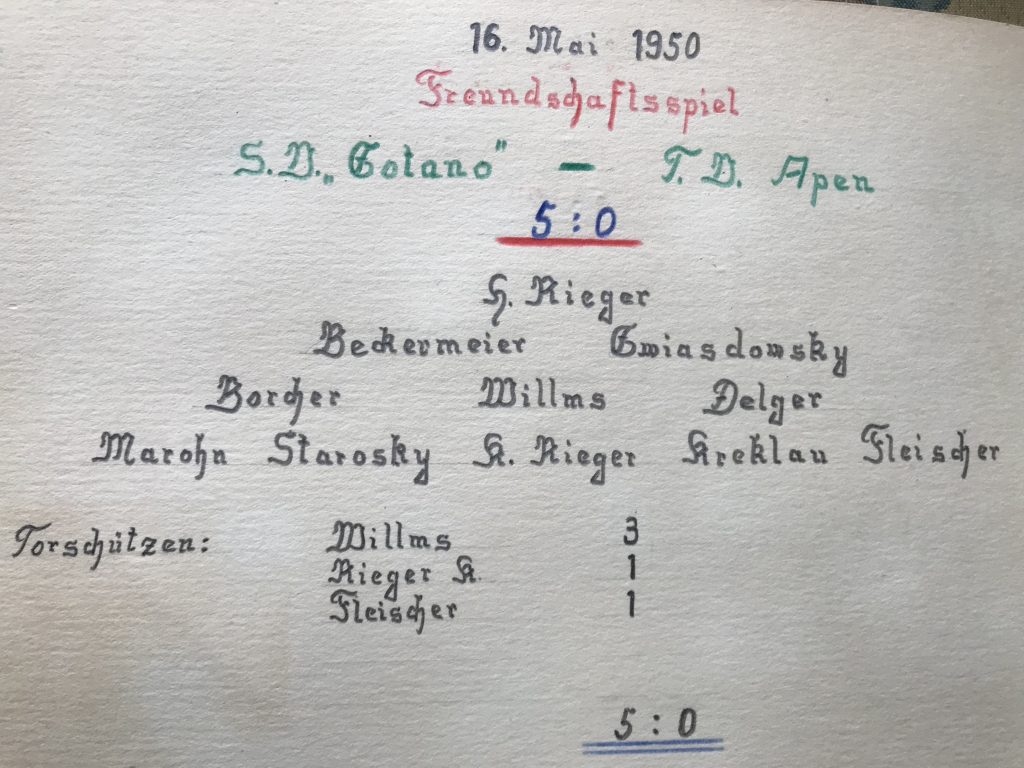 16. Mai 1950
Freundschaftsspiel
S.V. „Gotano" — T.V. Apen
5 : 0
H. Rieger
Beckermeier Gwiasdowsky
Borcher Willms Delger
Marohn Starosky K. Rieger Kreklau Fleischer
Torschützen: Willms 3
Rieger K. 1
Fleischer 1
5 : 0